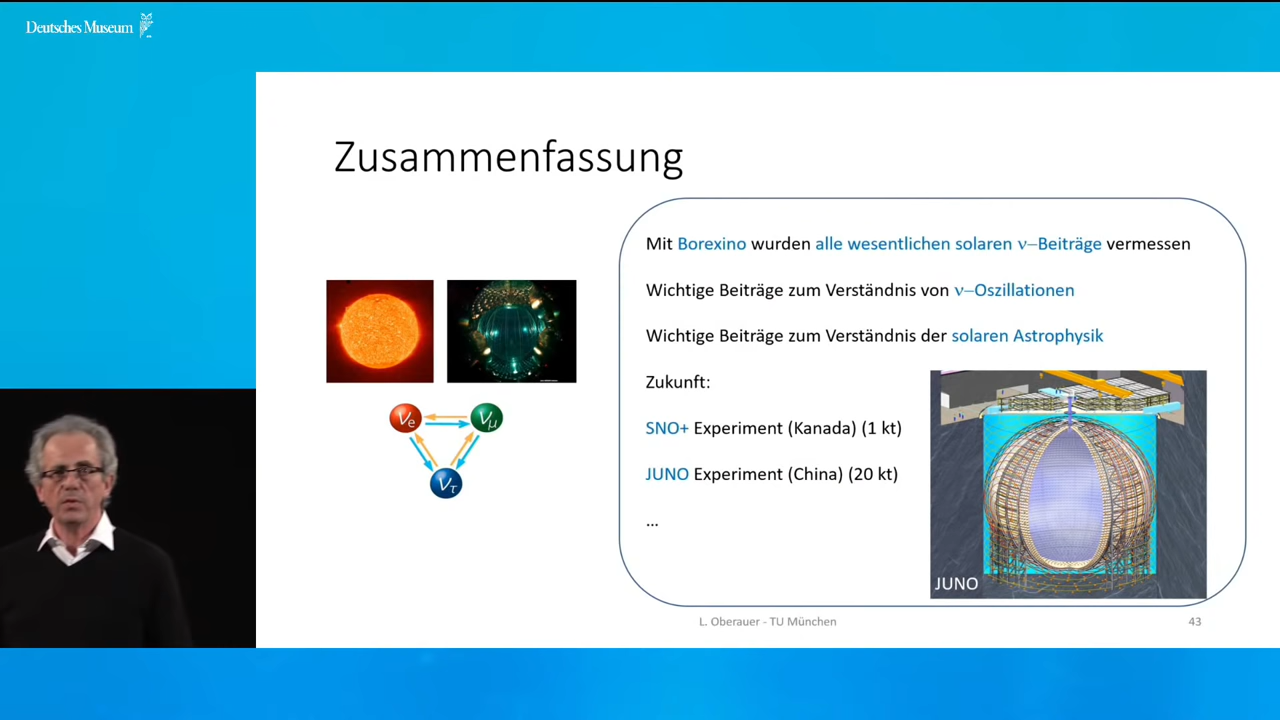 Deutsches Museum
Zusammenfassung
Mit Borexino wurden alle wesentlichen solaren ν–Beiträge vermessen
Wichtige Beiträge zum Verständnis von ν–Oszillationen
Wichtige Beiträge zum Verständnis der solaren Astrophysik
Zukunft:
SNO+ Experiment (Kanada) (1 kt)
JUNO Experiment (China) (20 kt)
...
νe
νμ
ντ
JUNO
L. Oberauer - TU München
43